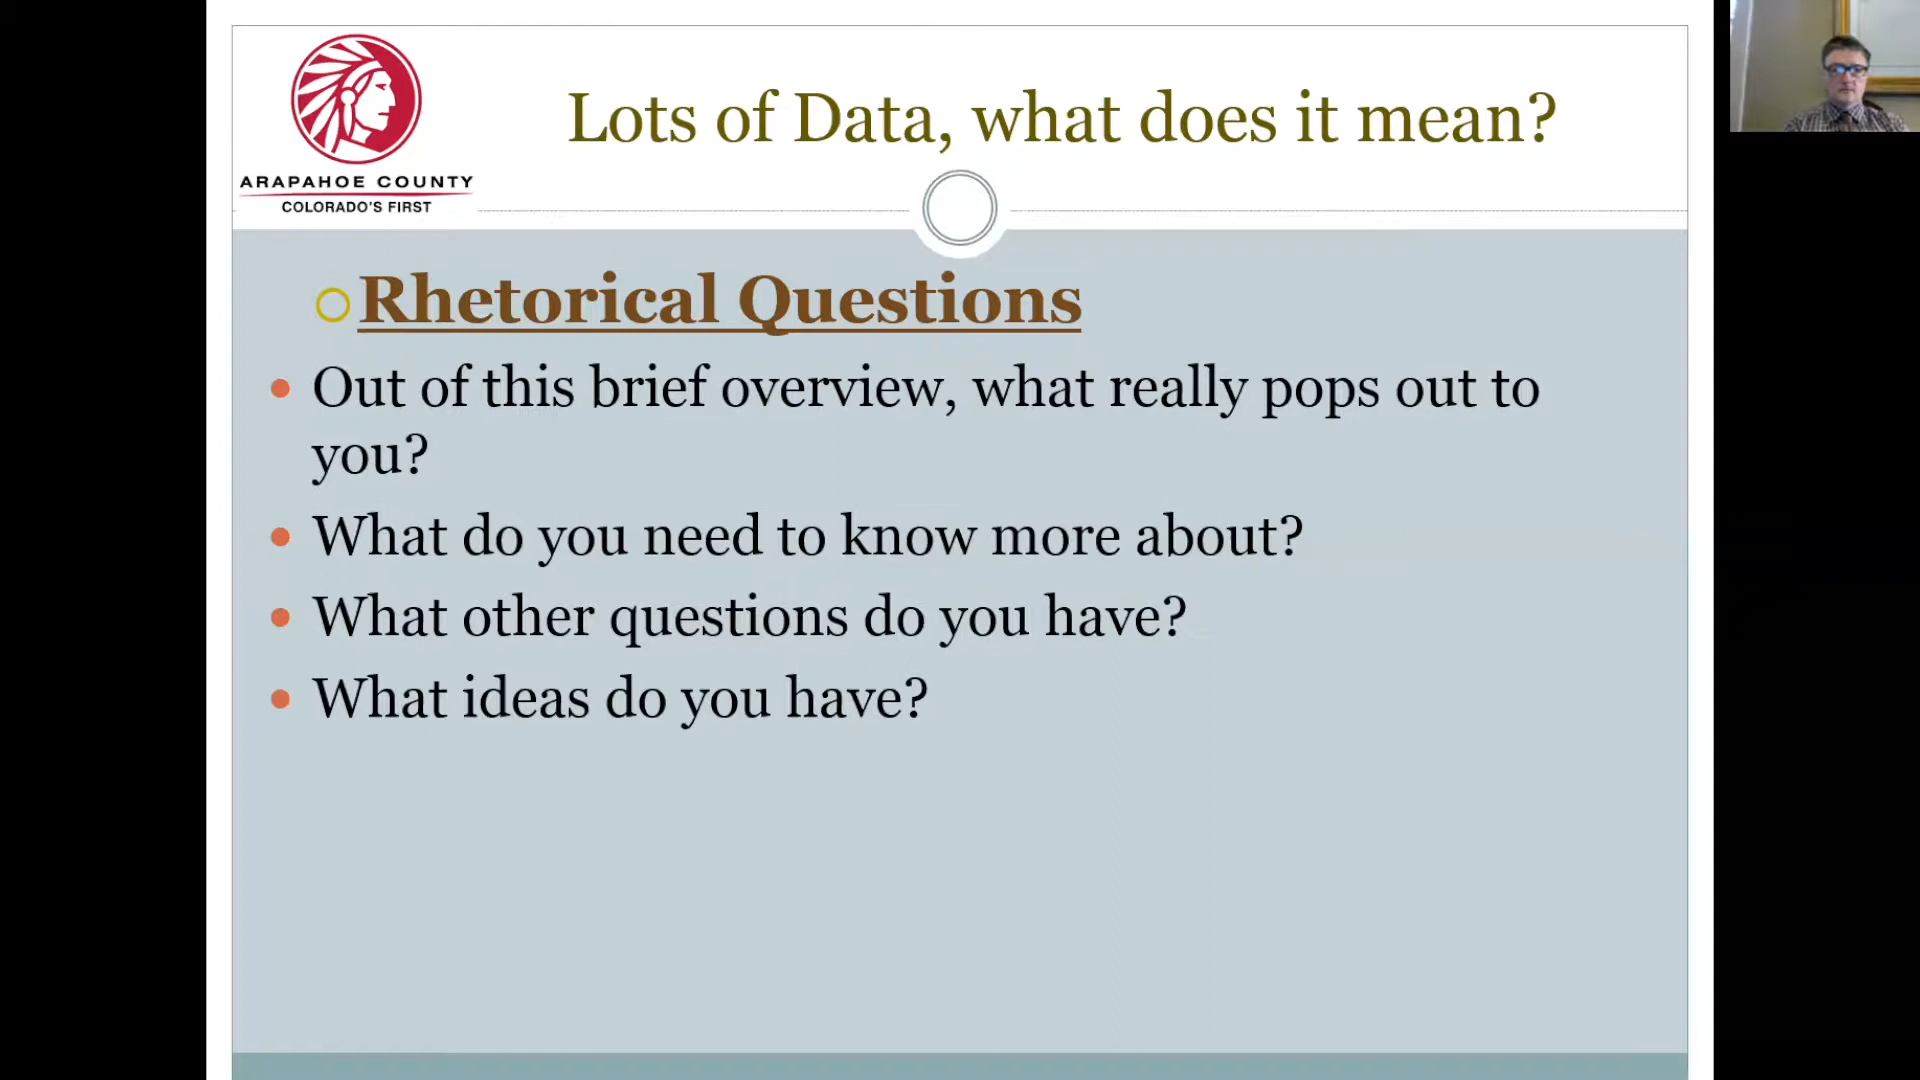 Lots of Data, what does it mean?
ARAPAHOE COUNTY
COLORADO'S FIRST
Rhetorical Questions
Out of this brief overview, what really pops out to
you?
What do you need to know more about?
What other questions do you have?
What ideas do you have?